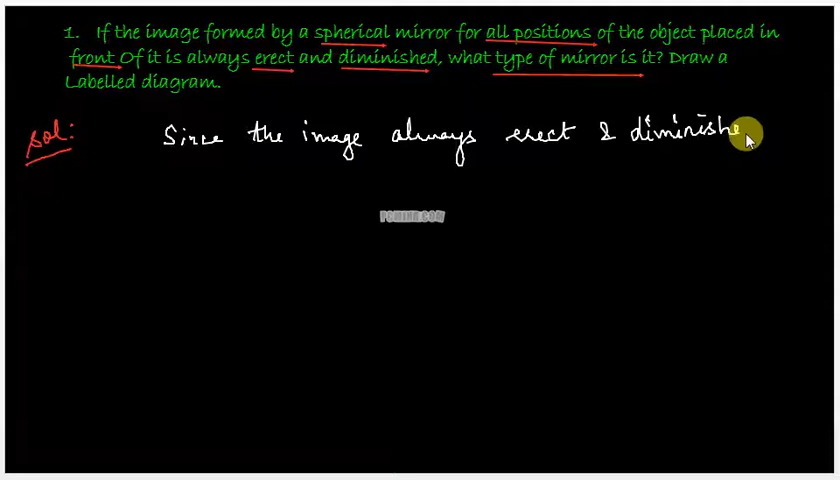 1. If the image formed by a spherical mirror for all positions of the object placed in
front Of it is always erect and diminished, what type of mirror is it? Draw a
Labelled diagram.
Sol: Since the image always erect & diminishe
PCMINR.COM